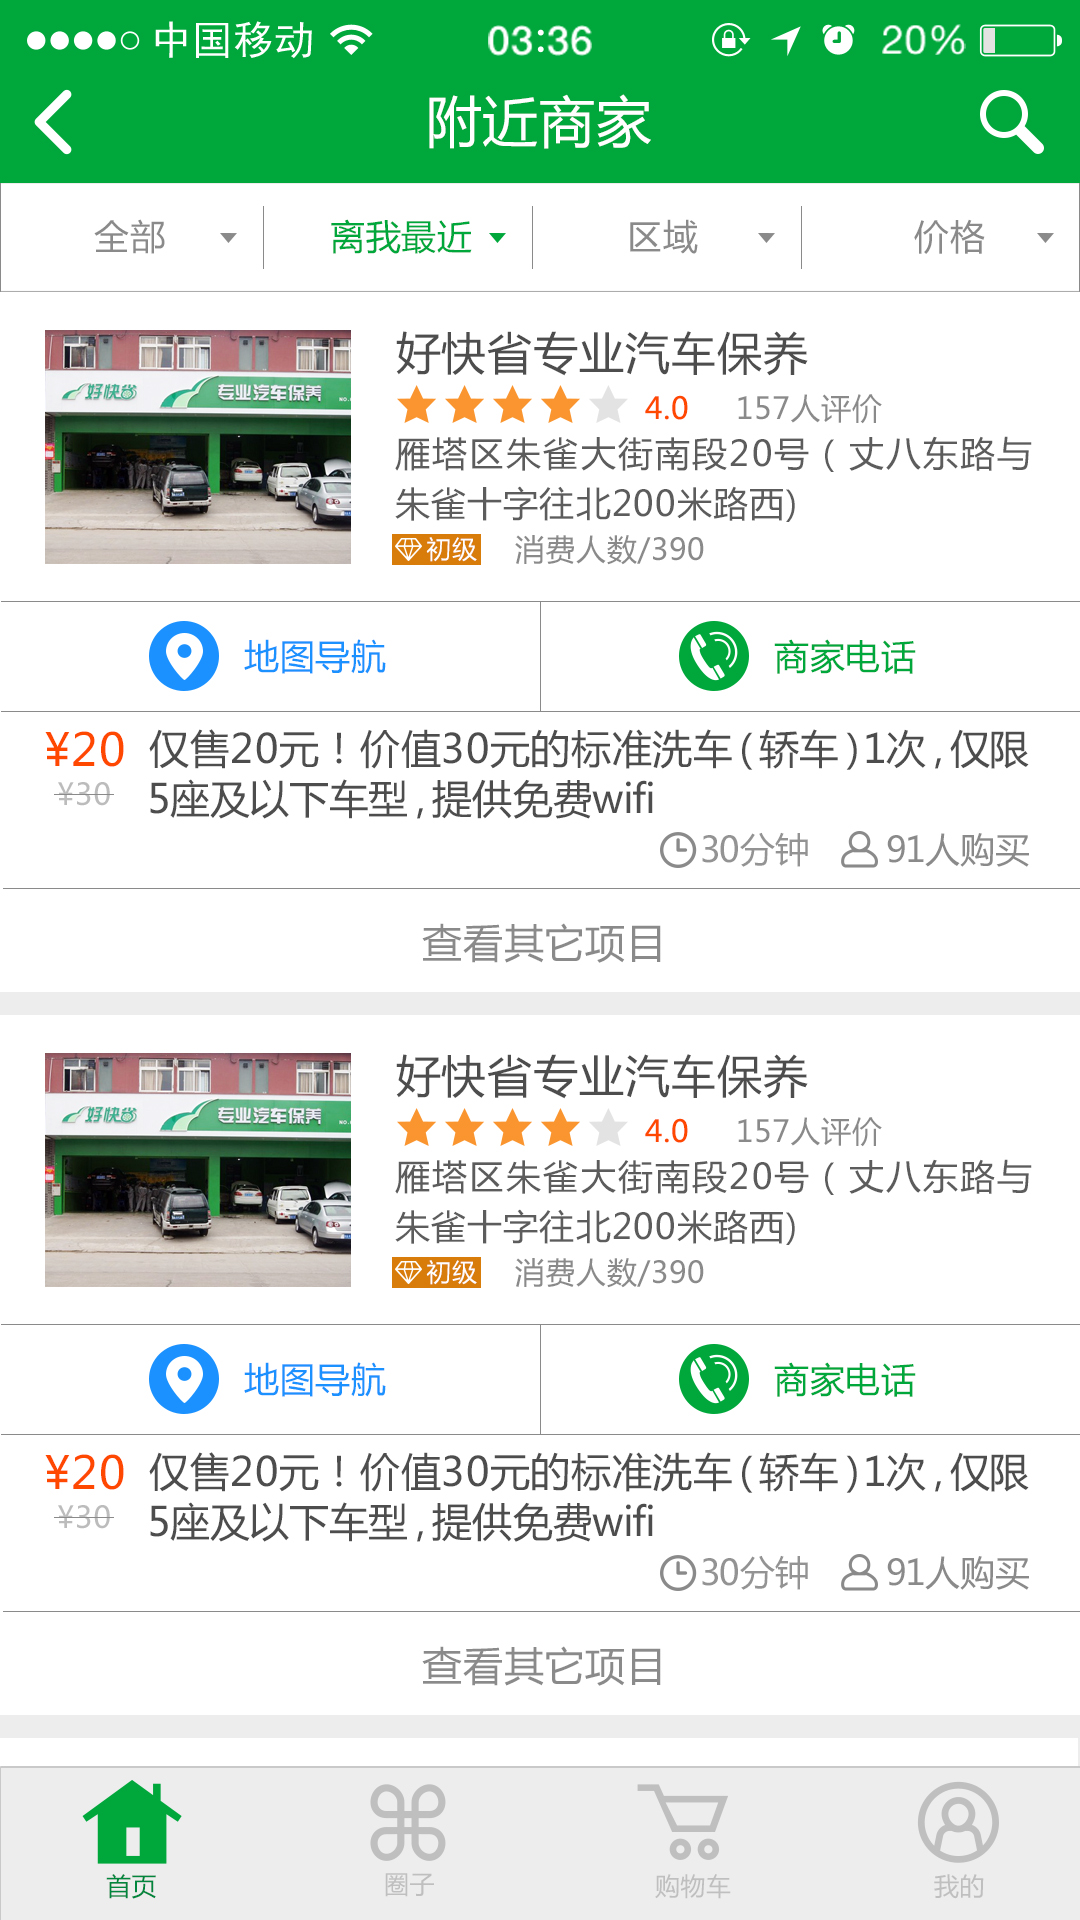 中国移动 03:36 20%
附近商家
全部 离我最近 区域 价格
好快省 专业汽车保养
好快省专业汽车保养
4.0 157人评价
雁塔区朱雀大街南段20号（丈八东路与
朱雀十字往北200米路西)
初级 消费人数/390
地图导航 商家电话
¥20 仅售20元！价值30元的标准洗车(轿车)1次,仅限
¥30 5座及以下车型,提供免费wifi
30分钟 91人购买
查看其它项目
好快省 专业汽车保养
好快省专业汽车保养
4.0 157人评价
雁塔区朱雀大街南段20号（丈八东路与
朱雀十字往北200米路西)
初级 消费人数/390
地图导航 商家电话
¥20 仅售20元！价值30元的标准洗车(轿车)1次,仅限
¥30 5座及以下车型,提供免费wifi
30分钟 91人购买
查看其它项目
首页 圈子 购物车 我的